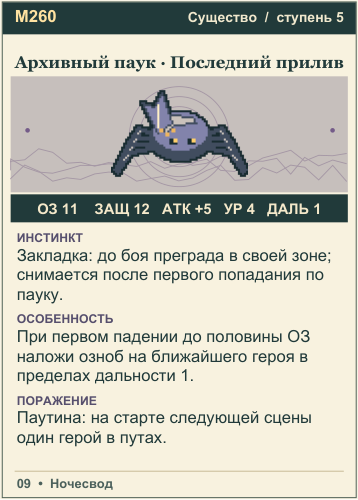 M260
Существо / ступень 5
Архивный паук · Последний прилив
ОЗ 11 ЗАЩ 12 АТК +5 УР 4 ДАЛЬ 1
ИНСТИНКТ
Закладка: до боя преграда в своей зоне;
снимается после первого попадания по
пауку.
ОСОБЕННОСТЬ
При первом падении до половины ОЗ
наложи озноб на ближайшего героя в
пределах дальности 1.
ПОРАЖЕНИЕ
Паутина: на старте следующей сцены
один герой в путах.
09 • Ночесвод